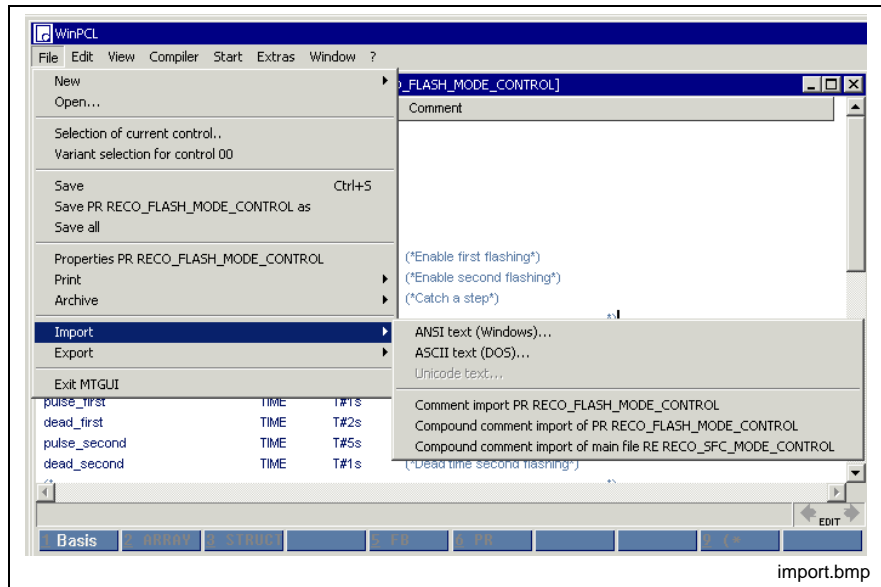 WinPCL
File Edit View Compiler Start Extras Window ?
_FLASH_MODE_CONTROL]
Comment
New
Open...
Selection of current control..
Variant selection for control 00
Save Ctrl+S
Save PR RECO_FLASH_MODE_CONTROL as
Save all
Properties PR RECO_FLASH_MODE_CONTROL
Print
Archive
Import
Export
Exit MTGUI
(*Enable first flashing*)
(*Enable second flashing*)
(*Catch a step*)
*)
ANSI text (Windows)...
ASCII text (DOS)...
Unicode text...
Comment import PR RECO_FLASH_MODE_CONTROL
Compound comment import of PR RECO_FLASH_MODE_CONTROL
Compound comment import of main file RE RECO_SFC_MODE_CONTROL
pulse_first TIME T#1s
dead_first TIME T#2s
pulse_second TIME T#5s
dead_second TIME T#1s (*Dead time second flashing*)
(* *)
EDIT
1 Basis 2 ARRAY 3 STRUCT 5 FB 6 PR 9 (*
import.bmp